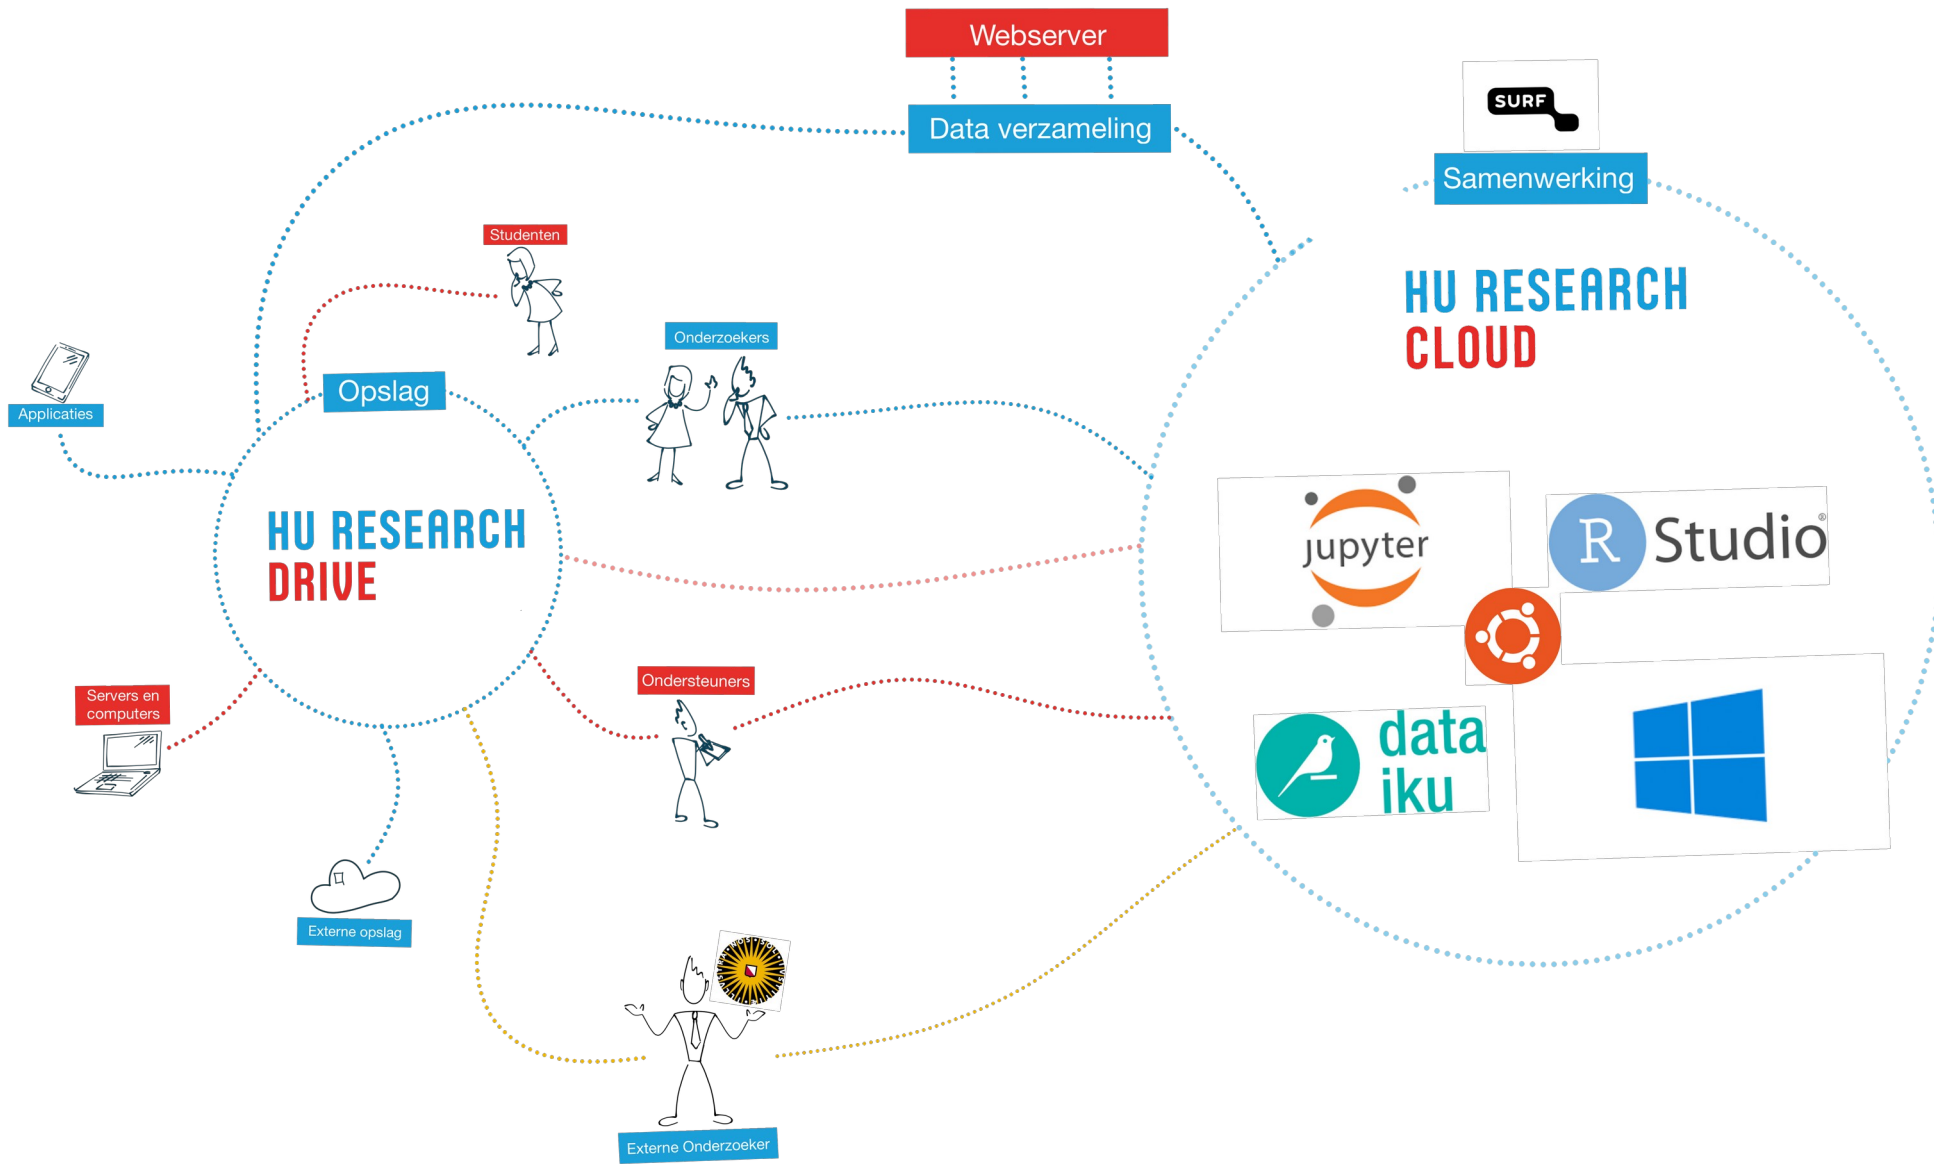 Webserver
Data verzameling
SURF
Samenwerking
Studenten
HU RESEARCH
CLOUD
Onderzoekers
Opslag
Applicaties
HU RESEARCH
DRIVE
jupyter
R Studio®
Ondersteuners
Servers en
computers
data
iku
Externe opslag
Externe Onderzoeker